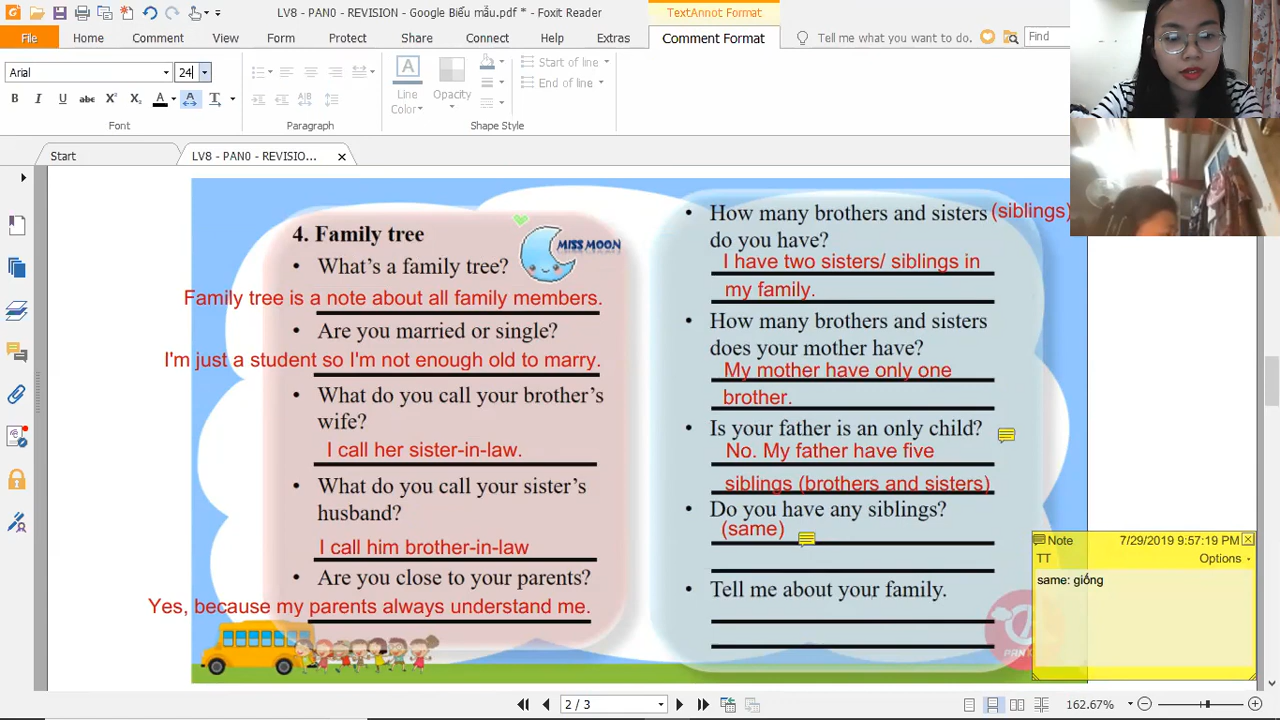 LV8 - PAN0 - REVISION - Google Biểu mẫu.pdf * - Foxit Reader
TextAnnot Format
File
Home
Comment
View
Form
Protect
Share
Connect
Help
Extras
Comment Format
Tell me what you want to do.
Find
Arial
24
Start of line
End of line
Line
Color
Opacity
Font
Paragraph
Shape Style
Start
LV8 - PAN0 - REVISIO...
4. Family tree
MISS MOON
• What's a family tree?
Family tree is a note about all family members.
• Are you married or single?
I'm just a student so I'm not enough old to marry.
• What do you call your brother's
wife?
I call her sister-in-law.
• What do you call your sister's
husband?
I call him brother-in-law
• Are you close to your parents?
Yes, because my parents always understand me.
• How many brothers and sisters (siblings)
do you have?
I have two sisters/ siblings in
my family.
• How many brothers and sisters
does your mother have?
My mother have only one
brother.
• Is your father is an only child?
No. My father have five
siblings (brothers and sisters)
• Do you have any siblings?
(same)
• Tell me about your family.
Note
7/29/2019 9:57:19 PM
TT
Options
same: giống
2 / 3
162.67%